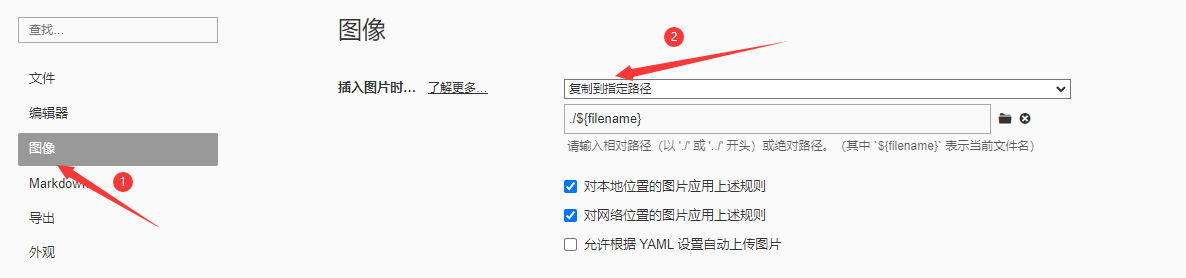 查找...
文件
编辑器
图像
Markdown
导出
外观
图像
2
插入图片时... 了解更多...
复制到指定路径
./${filename}
请输入相对路径（以 './' 或 '../' 开头）或绝对路径。（其中 `${filename}` 表示当前文件名）
1
对本地位置的图片应用上述规则
对网络位置的图片应用上述规则
允许根据 YAML 设置自动上传图片